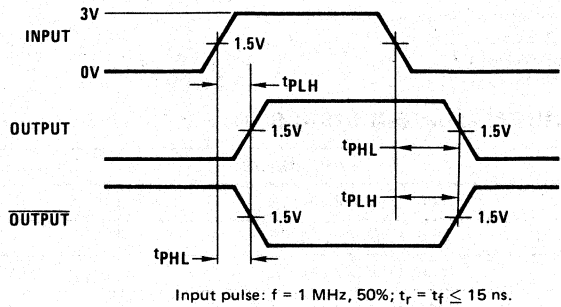 3V
INPUT
1.5V
0V
tPLH
OUTPUT
1.5V
1.5V
tPHL
tPLH
OUTPUT
1.5V
1.5V
tPHL
Input pulse: f = 1 MHz, 50%; tr = tf ≤ 15 ns.